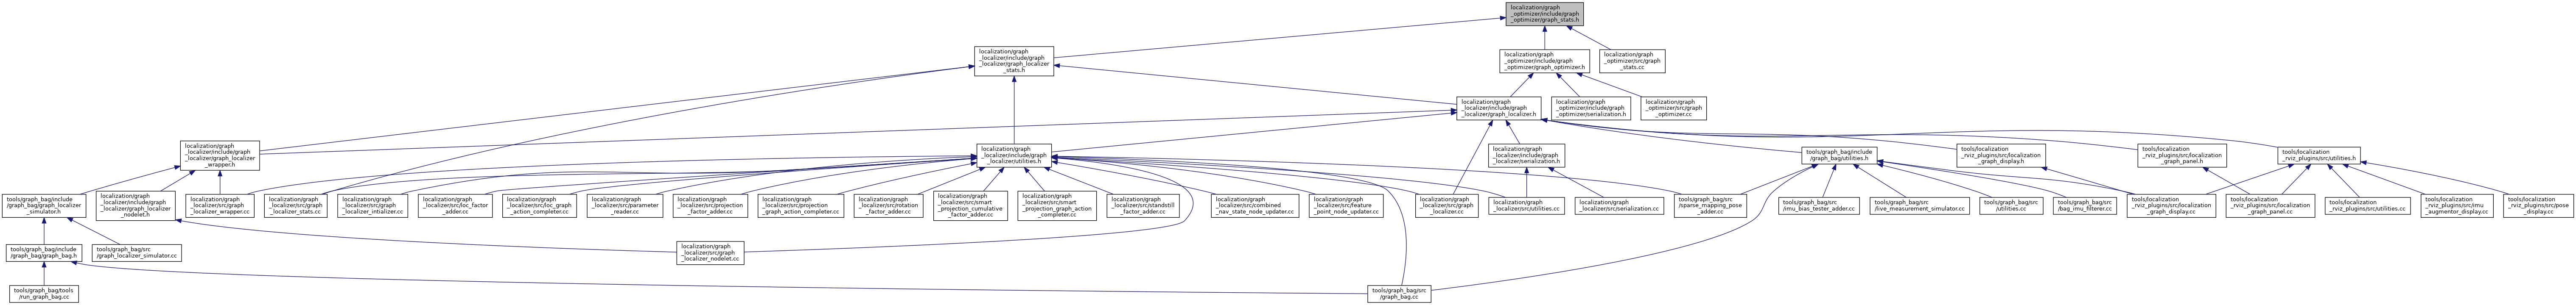 localization/graph
_optimizer/include/graph
_optimizer/graph_stats.h
localization/graph
_localizer/include/graph
_localizer/graph_localizer
_stats.h
localization/graph
_optimizer/include/graph
_optimizer/graph_optimizer.h
localization/graph
_optimizer/src/graph
_stats.cc
localization/graph
_localizer/include/graph
_localizer/graph_localizer.h
localization/graph
_optimizer/include/graph
_optimizer/serialization.h
localization/graph
_optimizer/src/graph
_optimizer.cc
localization/graph
_localizer/include/graph
_localizer/graph_localizer
_wrapper.h
localization/graph
_localizer/include/graph
_localizer/utilities.h
localization/graph
_localizer/include/graph
_localizer/serialization.h
tools/graph_bag/include
/graph_bag/utilities.h
tools/localization
_rviz_plugins/src/localization
_graph_display.h
tools/localization
_rviz_plugins/src/localization
_graph_panel.h
tools/localization
_rviz_plugins/src/utilities.h
tools/graph_bag/include
/graph_bag/graph_localizer
_simulator.h
localization/graph
_localizer/include/graph
_localizer/graph_localizer
_nodelet.h
localization/graph
_localizer/src/graph
_localizer_wrapper.cc
localization/graph
_localizer/src/graph
_localizer_stats.cc
localization/graph
_localizer/src/graph
_localizer_intializer.cc
localization/graph
_localizer/src/loc_factor
_adder.cc
localization/graph
_localizer/src/loc_graph
_action_completer.cc
localization/graph
_localizer/src/parameter
_reader.cc
localization/graph
_localizer/src/projection
_factor_adder.cc
localization/graph
_localizer/src/projection
_graph_action_completer.cc
localization/graph
_localizer/src/rotation
_factor_adder.cc
localization/graph
_localizer/src/smart
_projection_cumulative
_factor_adder.cc
localization/graph
_localizer/src/smart
_projection_graph_action
_completer.cc
localization/graph
_localizer/src/standstill
_factor_adder.cc
localization/graph
_localizer/src/combined
_nav_state_node_updater.cc
localization/graph
_localizer/src/feature
_point_node_updater.cc
localization/graph
_localizer/src/graph
_localizer.cc
localization/graph
_localizer/src/utilities.cc
localization/graph
_localizer/src/serialization.cc
tools/graph_bag/src
/sparse_mapping_pose
_adder.cc
tools/graph_bag/src
/imu_bias_tester_adder.cc
tools/graph_bag/src
/live_measurement_simulator.cc
tools/graph_bag/src
/utilities.cc
tools/graph_bag/src
/bag_imu_filterer.cc
tools/localization
_rviz_plugins/src/localization
_graph_display.cc
tools/localization
_rviz_plugins/src/localization
_graph_panel.cc
tools/localization
_rviz_plugins/src/utilities.cc
tools/localization
_rviz_plugins/src/imu
_augmentor_display.cc
tools/localization
_rviz_plugins/src/pose
_display.cc
tools/graph_bag/include
/graph_bag/graph_bag.h
tools/graph_bag/src
/graph_localizer_simulator.cc
localization/graph
_localizer/src/graph
_localizer_nodelet.cc
tools/graph_bag/tools
/run_graph_bag.cc
tools/graph_bag/src
/graph_bag.cc